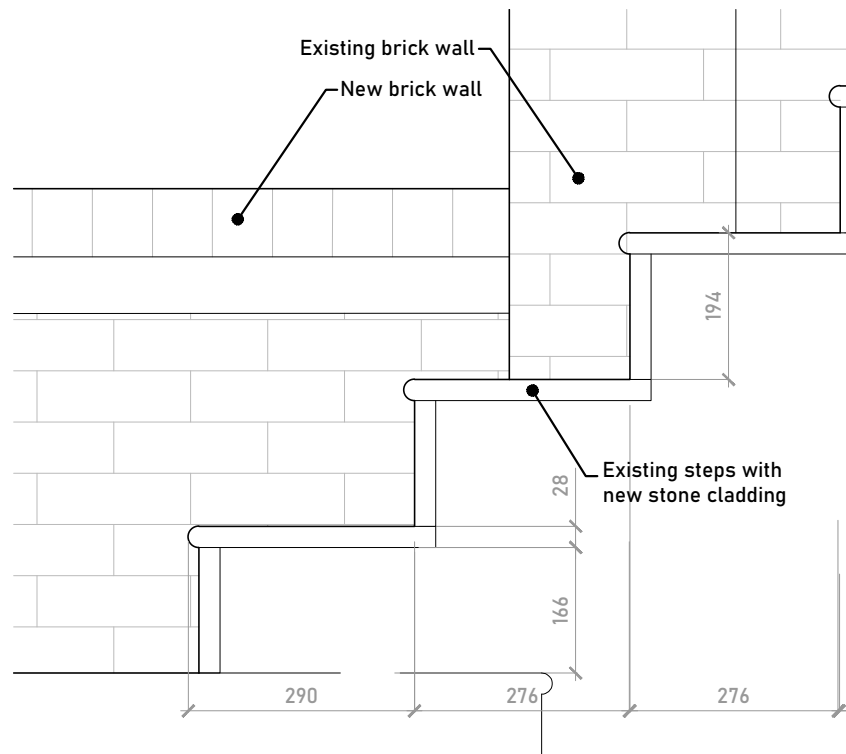 Existing brick wall
New brick wall
194
Existing steps with
new stone cladding
28
166
290
276
276